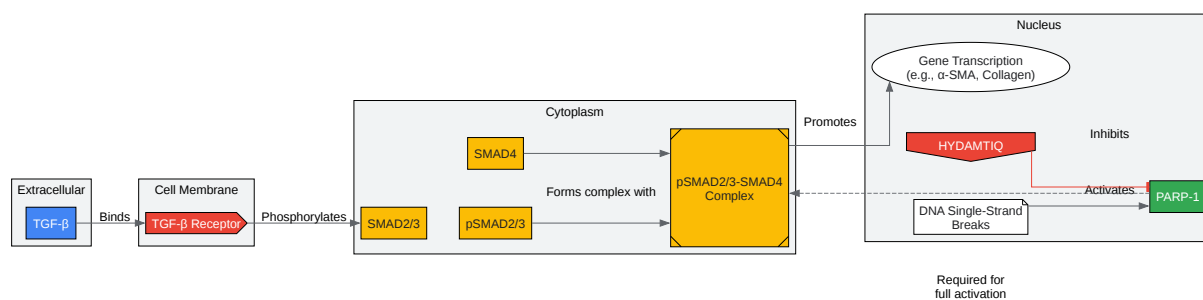 Extracellular
TGF-β
Binds
Cell Membrane
TGF-β Receptor
Phosphorylates
Cytoplasm
SMAD2/3
SMAD4
pSMAD2/3
Forms complex with
pSMAD2/3-SMAD4
Complex
Promotes
Nucleus
Gene Transcription
(e.g., α-SMA, Collagen)
HYDAMTIQ
Inhibits
Activates
PARP-1
DNA Single-Strand
Breaks
Required for
full activation